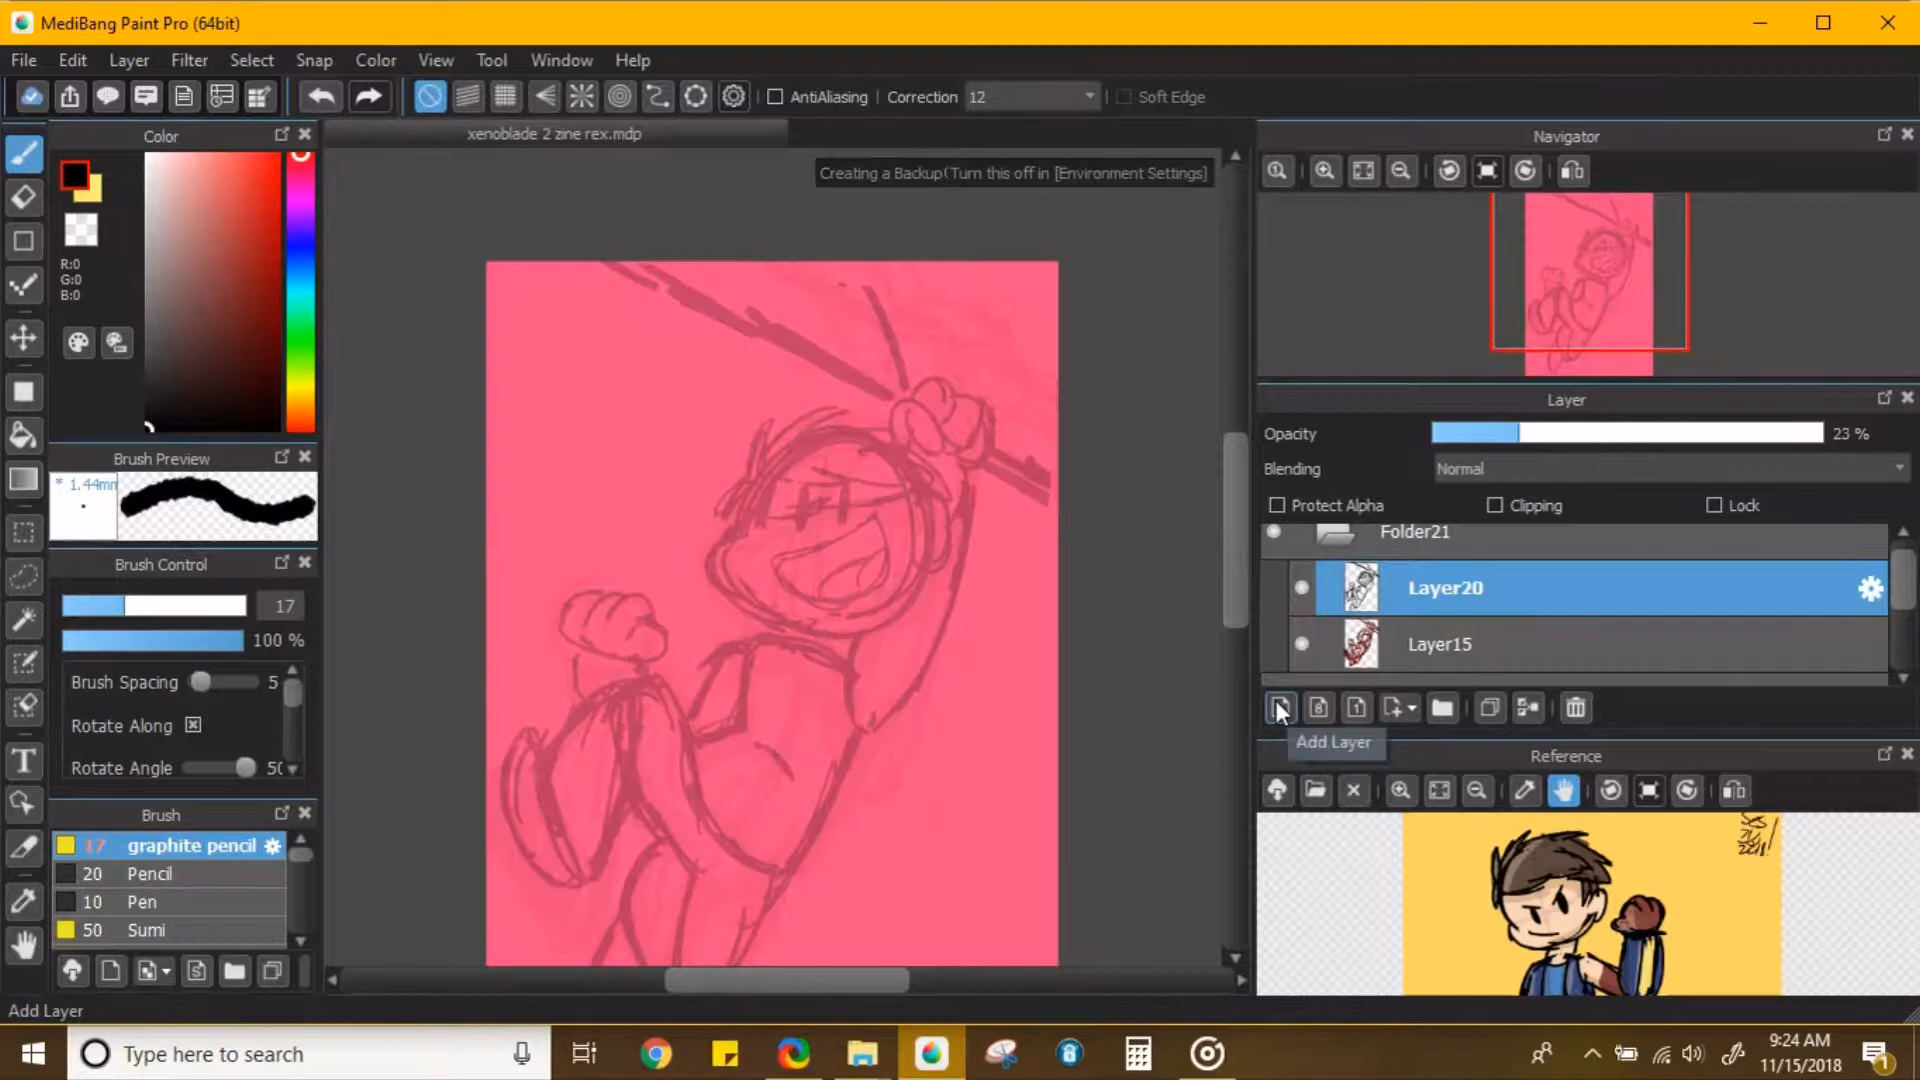 MediBang Paint Pro (64bit)
File Edit Layer Filter Select Snap Color View Tool Window Help
AntiAliasing Correction 12 Soft Edge
Color
xenoblade 2 zine rex.mdp
Navigator
Creating a Backup(Turn this off in [Environment Settings]
R:0
G:0
B:0
Layer
Opacity 23 %
Brush Preview
Blending Normal
* 1.44mm
Protect Alpha Clipping Lock
Folder21
Brush Control
Layer20
17
100 %
Layer15
Brush Spacing 5
Rotate Along
Rotate Angle
Add Layer
Reference
Brush
17 graphite pencil
20 Pencil
10 Pen
50 Sumi
Add Layer
Type here to search
9:24 AM
11/15/2018
1